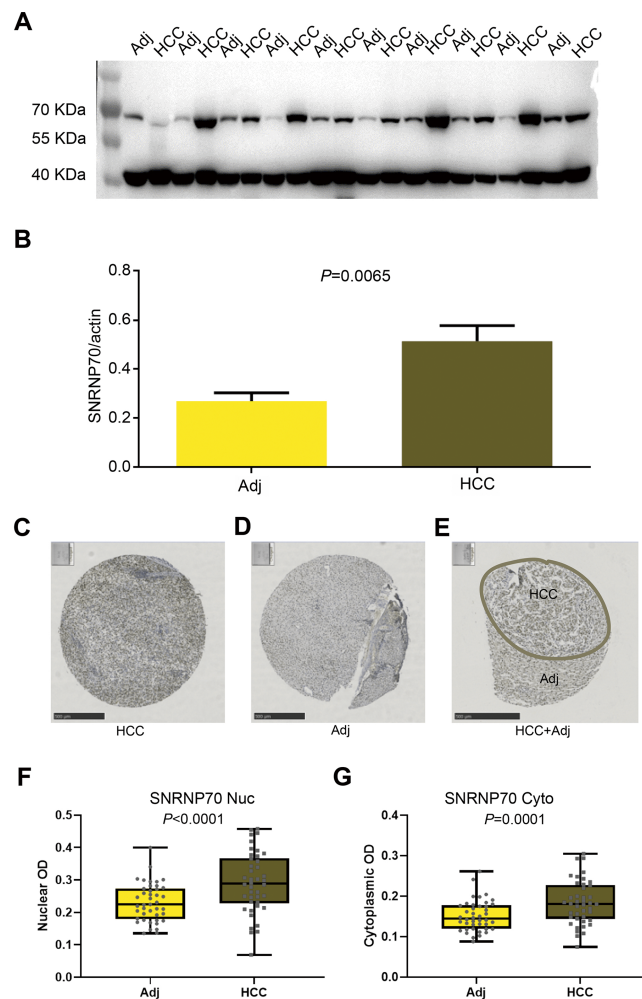 A
Adj HCC Adj HCC Adj HCC Adj HCC Adj HCC Adj HCC Adj HCC Adj HCC Adj HCC Adj HCC
70 KDa
55 KDa
40 KDa
B
P=0.0065
SNRNP70/actin
0.8
0.6
0.4
0.2
0.0
Adj HCC
C D E
HCC
Adj
HCC Adj HCC+Adj
F G
SNRNP70 Nuc
P<0.0001
Nuclear OD
0.5
0.4
0.3
0.2
0.1
0.0
Adj HCC
SNRNP70 Cyto
P=0.0001
Cytoplasmic OD
0.4
0.3
0.2
0.1
0.0
Adj HCC